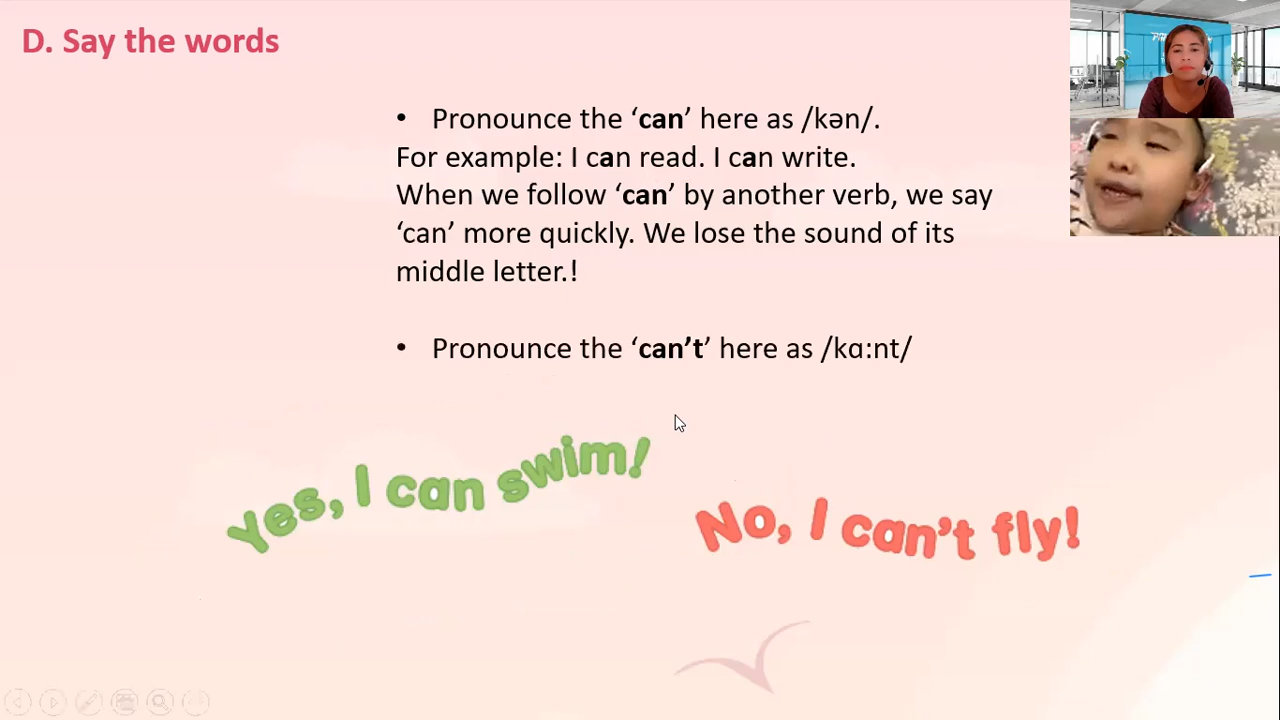 D. Say the words
• Pronounce the ‘can’ here as /kən/.
For example: I can read. I can write.
When we follow ‘can’ by another verb, we say
‘can’ more quickly. We lose the sound of its
middle letter.!
• Pronounce the ‘can’t’ here as /kɑ:nt/
Yes, I can swim!
No, I can’t fly!